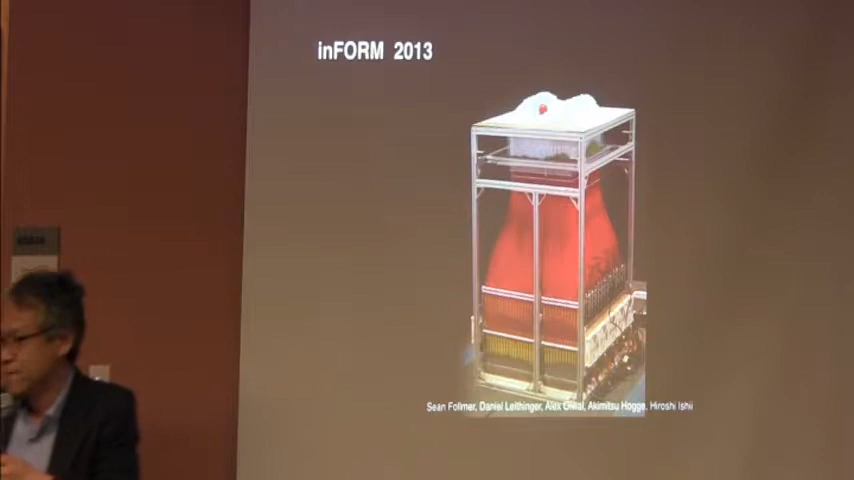 inFORM 2013
Sean Follmer, Daniel Leithinger, Alex Olwal, Akimitsu Hogge, Hiroshi Ishii